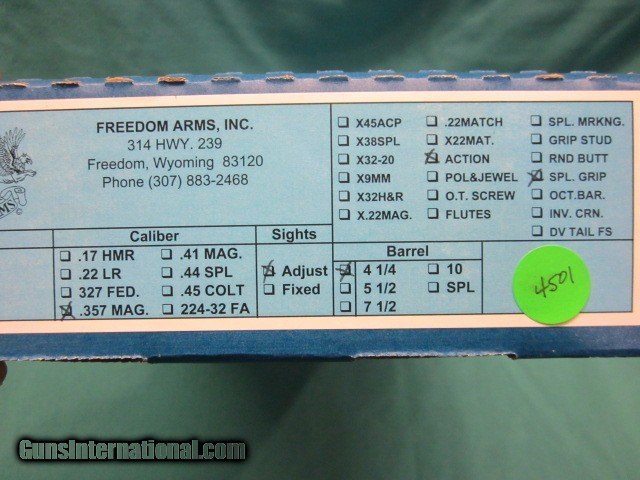 FREEDOM ARMS, INC.
314 HWY. 239
Freedom, Wyoming 83120
Phone (307) 883-2468
MS
X45ACP
X38SPL
X32-20
X9MM
X32H&R
X.22MAG.
.22MATCH
X22MAT.
ACTION
POL&JEWEL
O.T. SCREW
FLUTES
SPL. MRKNG.
GRIP STUD
RND BUTT
SPL. GRIP
OCT.BAR.
INV. CRN.
DV TAIL FS
Caliber
.17 HMR
.22 LR
327 FED.
.357 MAG.
.41 MAG.
.44 SPL
.45 COLT
224-32 FA
Sights
Adjust
Fixed
Barrel
4 1/4
5 1/2
7 1/2
10
SPL
4501
GunsInternational.com